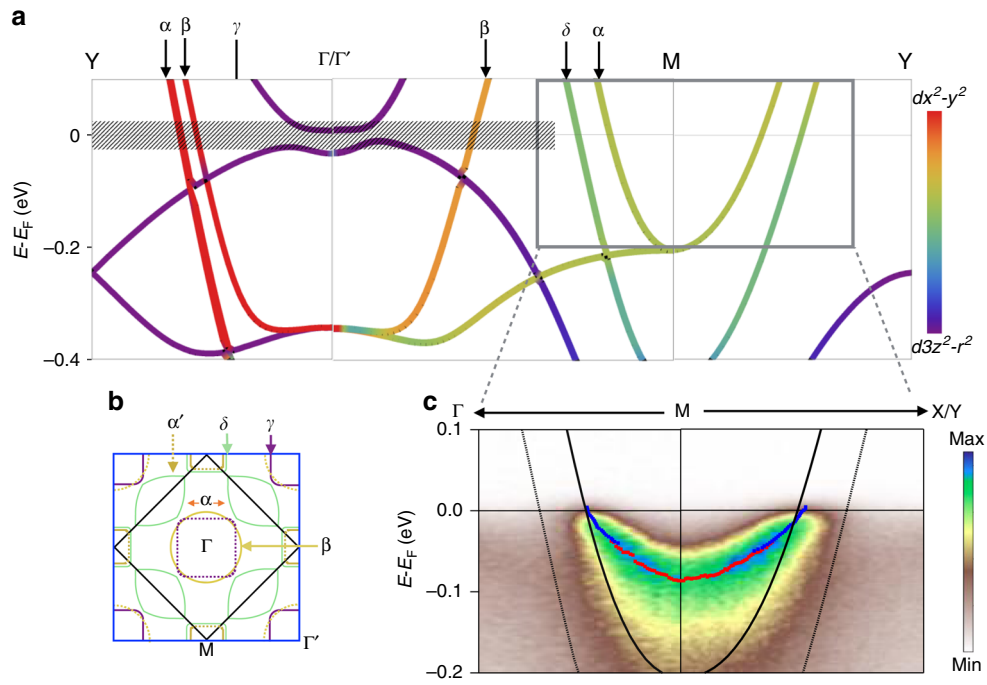 a
α β γ β δ α
Y Γ/Γ′ M Y
dx²-y²
0
−0.2
−0.4
E-E_F (eV)
d3z²-r²
b
α′ δ γ
α
Γ
β
M
Γ′
c
Γ M X/Y
0.1
0.0
−0.1
−0.2
E-E_F (eV)
Max
Min